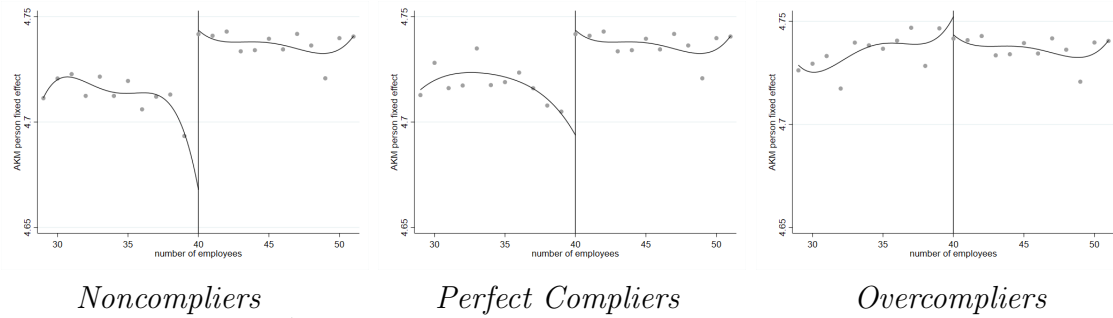 4.75
4.7
4.65
AKM person fixed effect
30 35 40 45 50
number of employees
Noncompliers
4.75
4.7
4.65
AKM person fixed effect
30 35 40 45 50
number of employees
Perfect Compliers
4.75
4.7
4.65
AKM person fixed effect
30 35 40 45 50
number of employees
Overcompliers